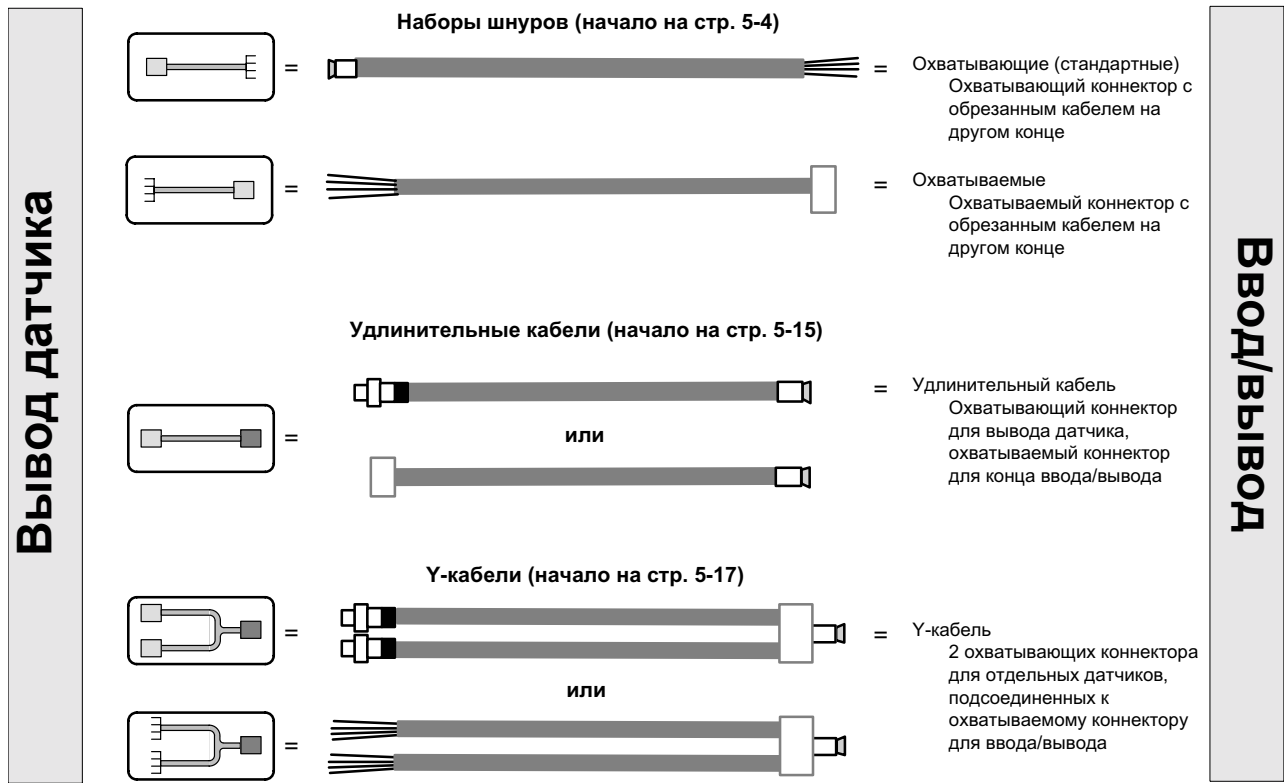 Вывод датчика
Наборы шнуров (начало на стр. 5-4)
=
=
Охватывающие (стандартные)
Охватывающий коннектор с
обрезанным кабелем на
другом конце
=
=
Охватываемые
Охватываемый коннектор с
обрезанным кабелем на
другом конце
Удлинительные кабели (начало на стр. 5-15)
=
или
=
Удлинительный кабель
Охватывающий коннектор
для вывода датчика,
охватываемый коннектор
для конца ввода/вывода
Y-кабели (начало на стр. 5-17)
=
или
=
=
Y-кабель
2 охватывающих коннектора
для отдельных датчиков,
подсоединенных к
охватываемому коннектору
для ввода/вывода
Ввод/вывод